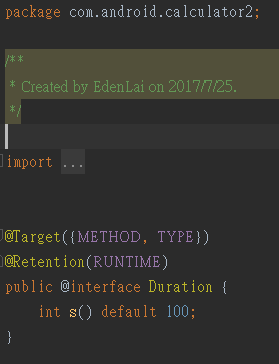 package com.android.calculator2;
/**
* Created by EdenLai on 2017/7/25.
*/
import ...
@Target({METHOD, TYPE})
@Retention(RUNTIME)
public @interface Duration {
int s() default 100;
}